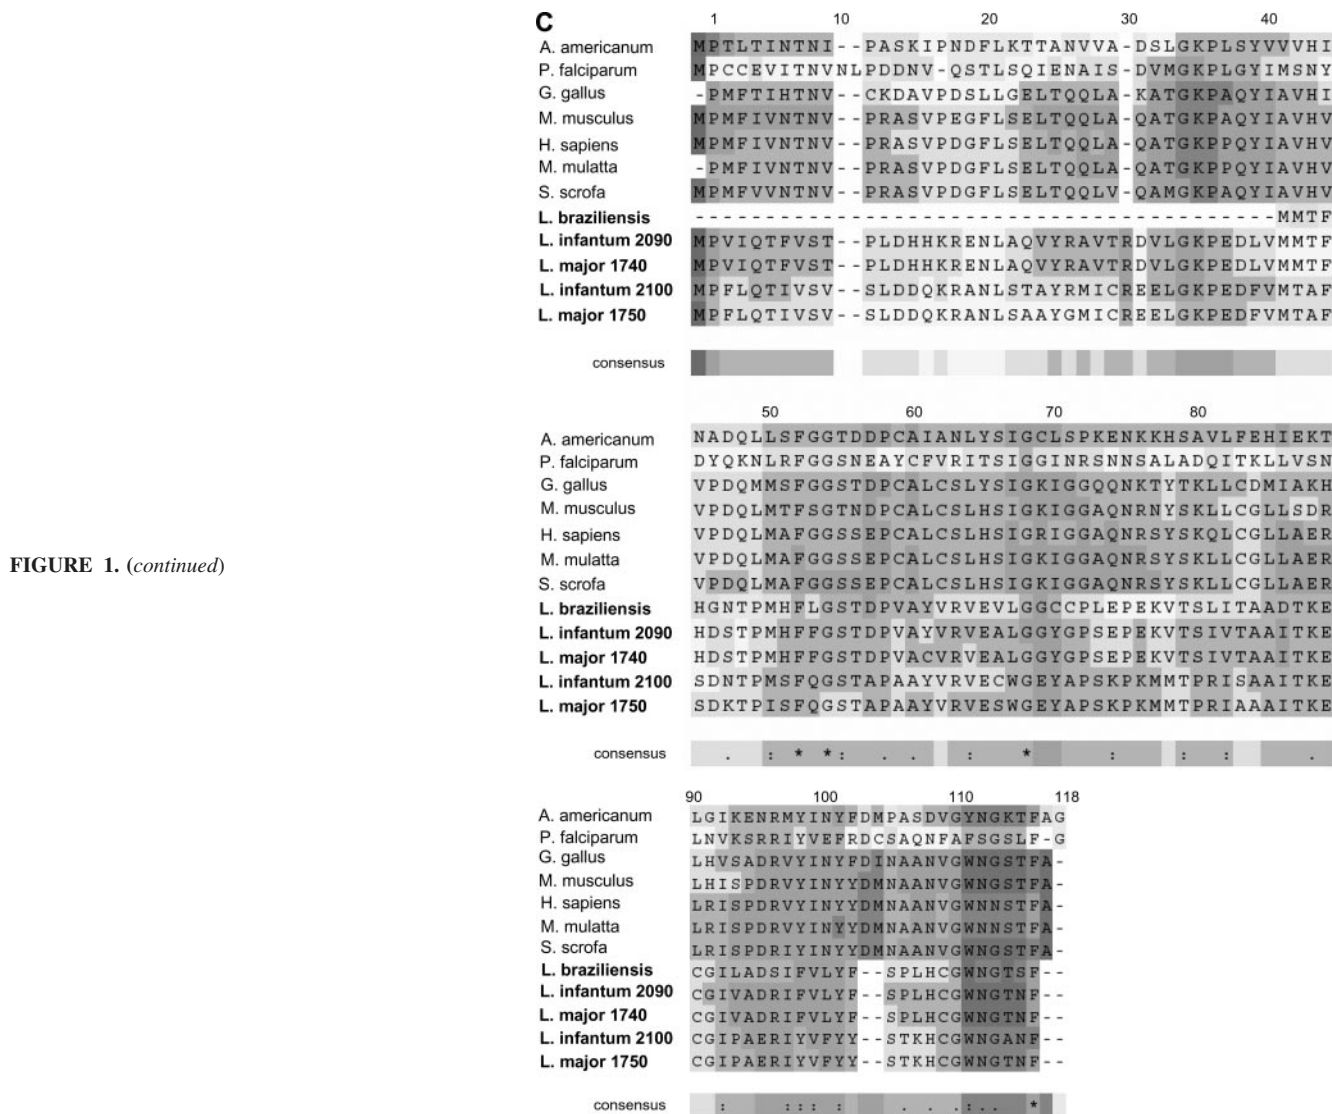 C
1 10 20 30 40
A. americanum MPTLTINTNI--PASKIPNDFLKTTANVVA-DSLGKPLSYVVVHI
P. falciparum MPCCEVITNVNLPDDNV-QSTLSQIENAIS-DVMGKPLGYIMSNY
G. gallus -PMFTIHTNV--CKDAVPDSLLGELTQQLA-KATGKPAQYIAVHI
M. musculus MPMFIVNTNV--PRASVPEGFLSELTQQLA-QATGKPAQYIAVHV
H. sapiens MPMFIVNTNV--PRASVPDGFLSELTQQLA-QATGKPPQYIAVHV
M. mulatta -PMFIVNTNV--PRASVPDGFLSELTQQLA-QATGKPPQYIAVHV
S. scrofa MPMFVVNTNV--PRASVPDGFLSELTQQLV-QAMGKPAQYIAVHV
L. braziliensis -----------------------------------------MMTF
L. infantum 2090 MPVIQTFVST--PLDHHKRENLAQVYRAVTRDVLGKPEDLVMMTF
L. major 1740 MPVIQTFVST--PLDHHKRENLAQVYRAVTRDVLGKPEDLVMMTF
L. infantum 2100 MPFLQTIVSV--SLDDQKRANLSTAYRMICREELGKPEDFVMTAF
L. major 1750 MPFLQTIVSV--SLDDQKRANLSAAYGMICREELGKPEDFVMTAF
consensus
50 60 70 80
A. americanum NADQLLSFGGTDDPCAIANLYSIGCLSPKENKKHSAVLFEHIEKT
P. falciparum DYQKNLRFGGSNEAYCFVRITSIGGINRSNNSALADQITKLLVSN
G. gallus VPDQMMSFGGSTDPCALCSLYSIGKIGGQQNKTYTKLLCDMIAKH
M. musculus VPDQLMTFSGTNDPCALCSLHSIGKIGGAQNRNYSKLLCGLLSDR
H. sapiens VPDQLMAFGGSSEPCALCSLHSIGRIGGAQNRSYSKQLCGLLAER
M. mulatta VPDQLMAFGGSSEPCALCSLHSIGKIGGAQNRSYSKLLCGLLAER
S. scrofa VPDQLMAFGGSSEPCALCSLHSIGKIGGAQNRSYSKLLCGLLAER
FIGURE 1. (continued)
L. braziliensis HGNTPMHFLGSTDPVAYVRVEVLGGCCPLEPEKVTSLITAADTKE
L. infantum 2090 HDSTPMHFFGSTDPVAYVRVEALGGYGPSEPEKVTSIVTAAITKE
L. major 1740 HDSTPMHFFGSTDPVACVRVEALGGYGPSEPEKVTSIVTAAITKE
L. infantum 2100 SDNTPMSFQGSTAPAAYVRVECWGEYAPSKPKMMTPRISAAITKE
L. major 1750 SDKTPISFQGSTAPAAYVRVESWGEYAPSKPKMMTPRIAAAITKE
consensus . : * * : . . : * : : : .
90 100 110 118
A. americanum LGIKENRMYINYFDMPASDVGYNGKTFAG
P. falciparum LNVKSRRIYVEFRDCSAQNFAFSGSLF-G
G. gallus LHVSADRVYINYFDINAANVGWNGSTFA-
M. musculus LHISPDRVYINYYDMNAANVGWNGSTFA-
H. sapiens LRISPDRVYINYYDMNAANVGWNNSTFA-
M. mulatta LRISPDRVYINYYDMNAANVGWNNSTFA-
S. scrofa LRISPDRIYINYYDMNAANVGWNGSTFA-
L. braziliensis CGILADSIFVLYF--SPLHCGWNGTSF--
L. infantum 2090 CGIVADRIFVLYF--SPLHCGWNGTNF--
L. major 1740 CGIVADRIFVLYF--SPLHCGWNGTNF--
L. infantum 2100 CGIPAERIYVFYY--STKHCGWNGANF--
L. major 1750 CGIPAERIYVFYY--STKHCGWNGTNF--
consensus : : : : : . . . : . . *